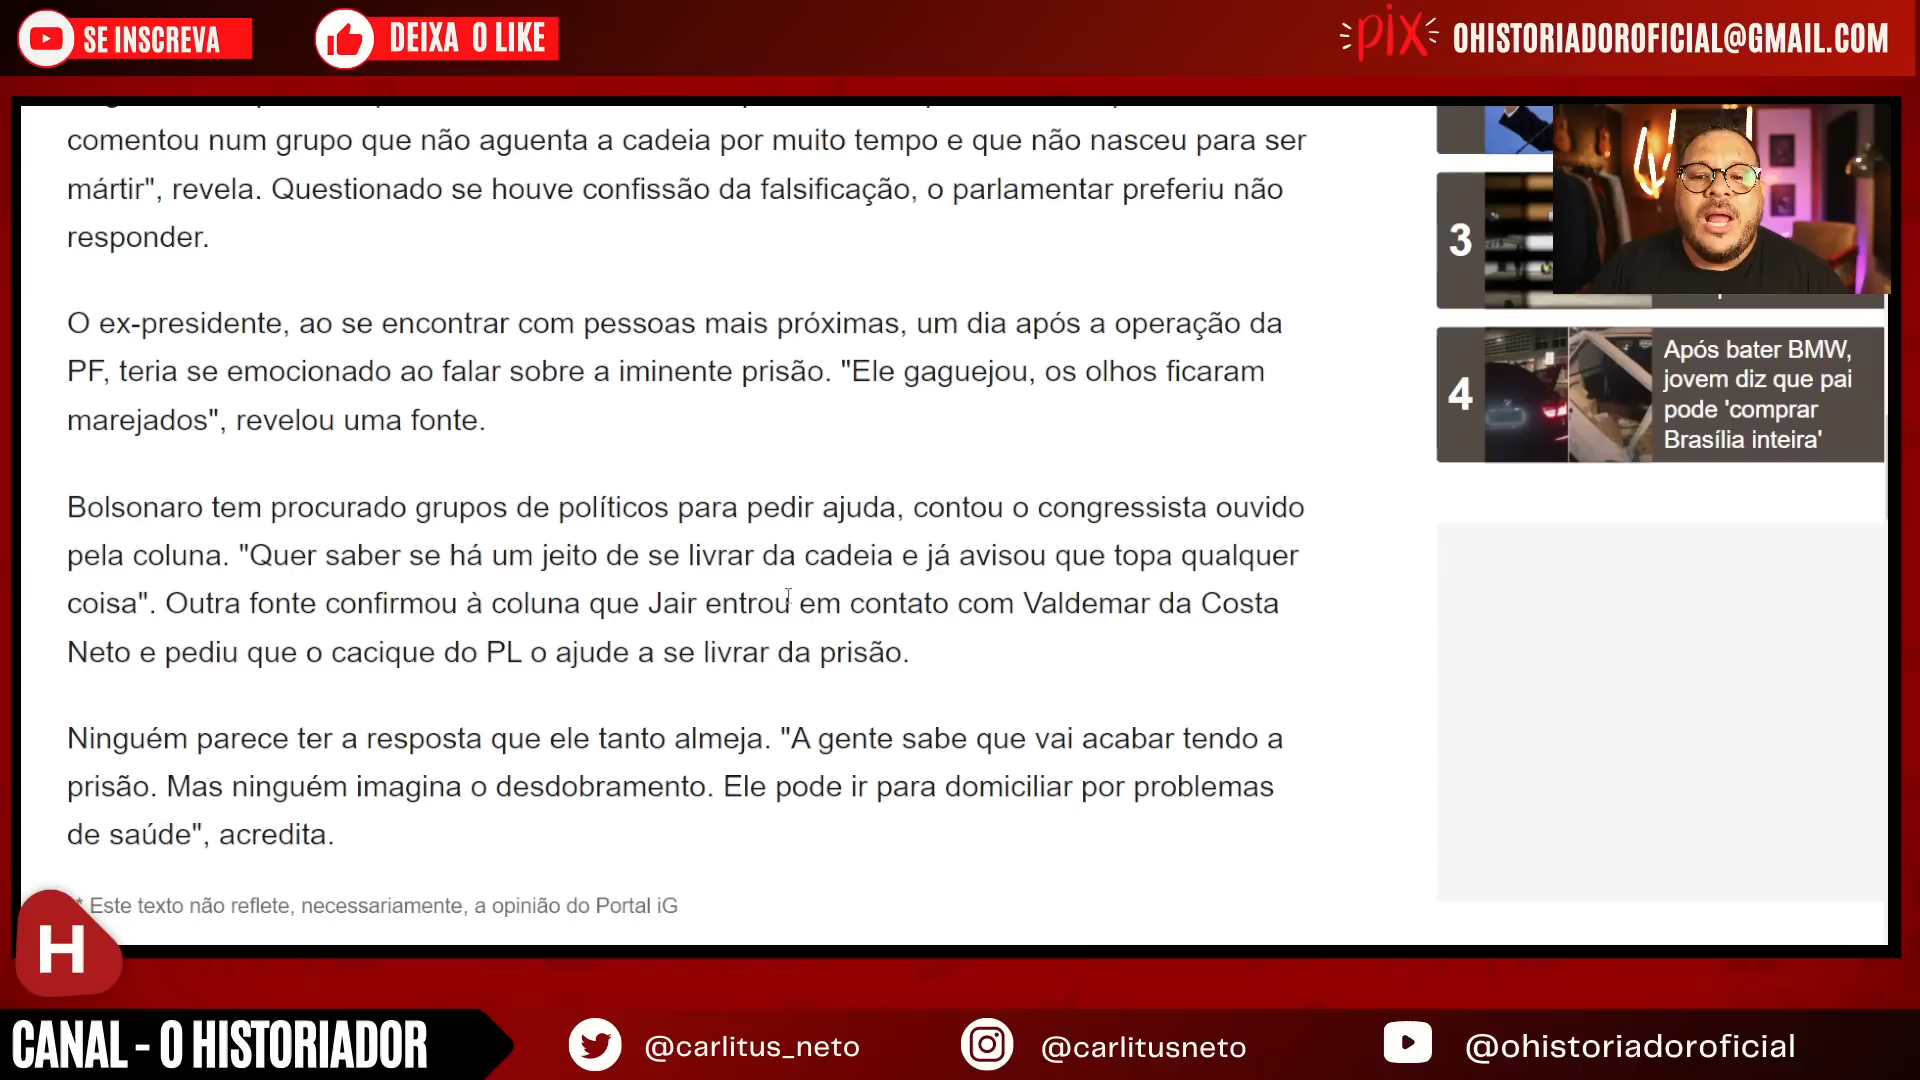 SE INSCREVA
DEIXA O LIKE
PIX
OHISTORIADOROFICIAL@GMAIL.COM
comentou num grupo que não aguenta a cadeia por muito tempo e que não nasceu para ser
mártir", revela. Questionado se houve confissão da falsificação, o parlamentar preferiu não
responder.
O ex-presidente, ao se encontrar com pessoas mais próximas, um dia após a operação da
PF, teria se emocionado ao falar sobre a iminente prisão. "Ele gaguejou, os olhos ficaram
marejados", revelou uma fonte.
Bolsonaro tem procurado grupos de políticos para pedir ajuda, contou o congressista ouvido
pela coluna. "Quer saber se há um jeito de se livrar da cadeia e já avisou que topa qualquer
coisa". Outra fonte confirmou à coluna que Jair entrou em contato com Valdemar da Costa
Neto e pediu que o cacique do PL o ajude a se livrar da prisão.
Ninguém parece ter a resposta que ele tanto almeja. "A gente sabe que vai acabar tendo a
prisão. Mas ninguém imagina o desdobramento. Ele pode ir para domiciliar por problemas
de saúde", acredita.
* Este texto não reflete, necessariamente, a opinião do Portal iG
3
4
Após bater BMW,
jovem diz que pai
pode 'comprar
Brasília inteira'
H
CANAL - O HISTORIADOR
@carlitus_neto
@carlitusneto
@ohistoriadoroficial